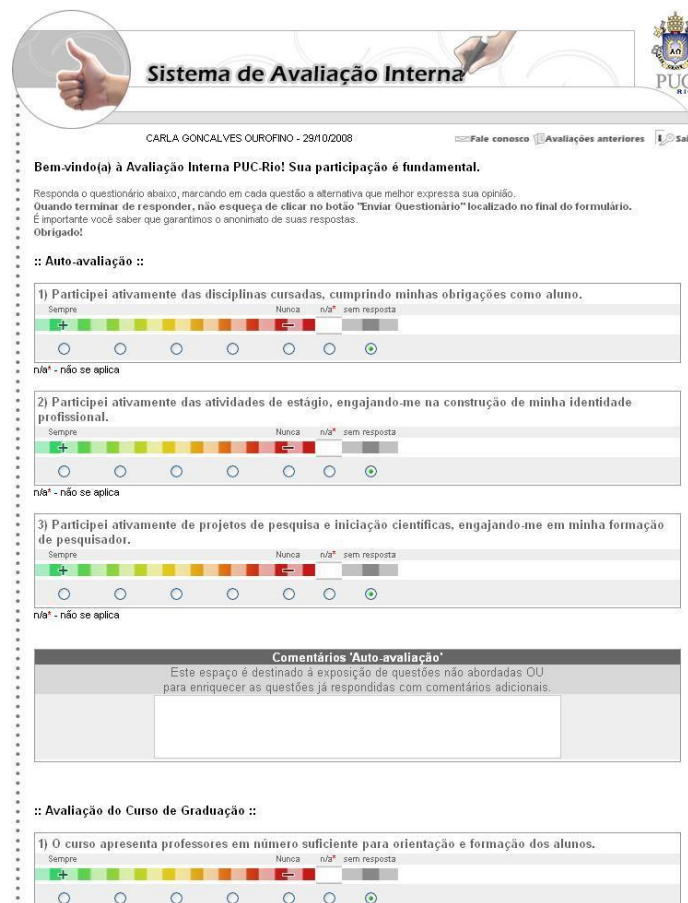 Sistema de Avaliação Interna
PUC
RIO
CARLA GONCALVES OUROFINO - 29/10/2008
Fale conosco Avaliações anteriores Sai
Bem-vindo(a) à Avaliação Interna PUC-Rio! Sua participação é fundamental.
Responda o questionário abaixo, marcando em cada questão a alternativa que melhor expressa sua opinião.
Quando terminar de responder, não esqueça de clicar no botão "Enviar Questionário" localizado no final do formulário.
É importante você saber que garantimos o anonimato de suas respostas.
Obrigado!
:: Auto-avaliação ::
1) Participei ativamente das disciplinas cursadas, cumprindo minhas obrigações como aluno.
Sempre Nunca n/a* sem resposta
+ −
n/a* - não se aplica
2) Participei ativamente das atividades de estágio, engajando-me na construção de minha identidade
profissional.
Sempre Nunca n/a* sem resposta
+ −
n/a* - não se aplica
3) Participei ativamente de projetos de pesquisa e iniciação científicas, engajando-me em minha formação
de pesquisador.
Sempre Nunca n/a* sem resposta
+ −
n/a* - não se aplica
Comentários 'Auto-avaliação'
Este espaço é destinado à exposição de questões não abordadas OU
para enriquecer as questões já respondidas com comentários adicionais.
:: Avaliação do Curso de Graduação ::
1) O curso apresenta professores em número suficiente para orientação e formação dos alunos.
Sempre Nunca n/a* sem resposta
+ −